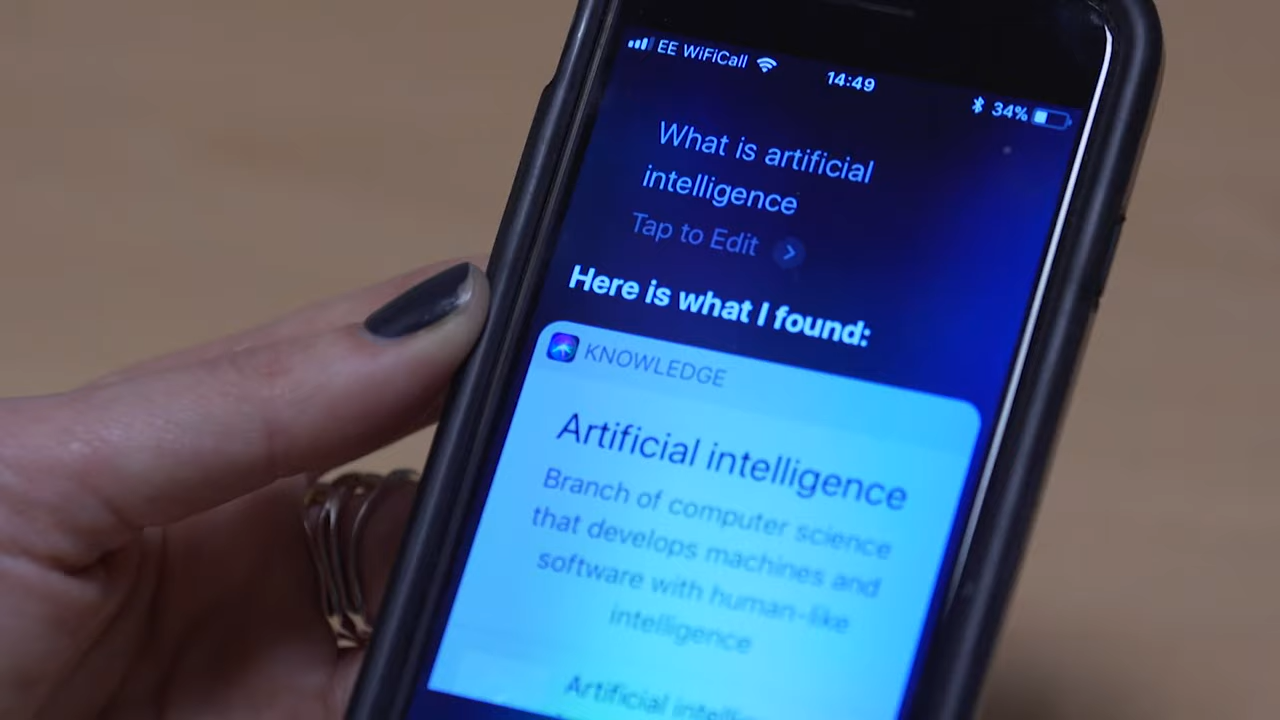 EE WiFiCall 14:49 34%
What is artificial
intelligence
Tap to Edit
Here is what I found:
KNOWLEDGE
Artificial intelligence
Branch of computer science
that develops machines and
software with human-like
intelligence
Artificial